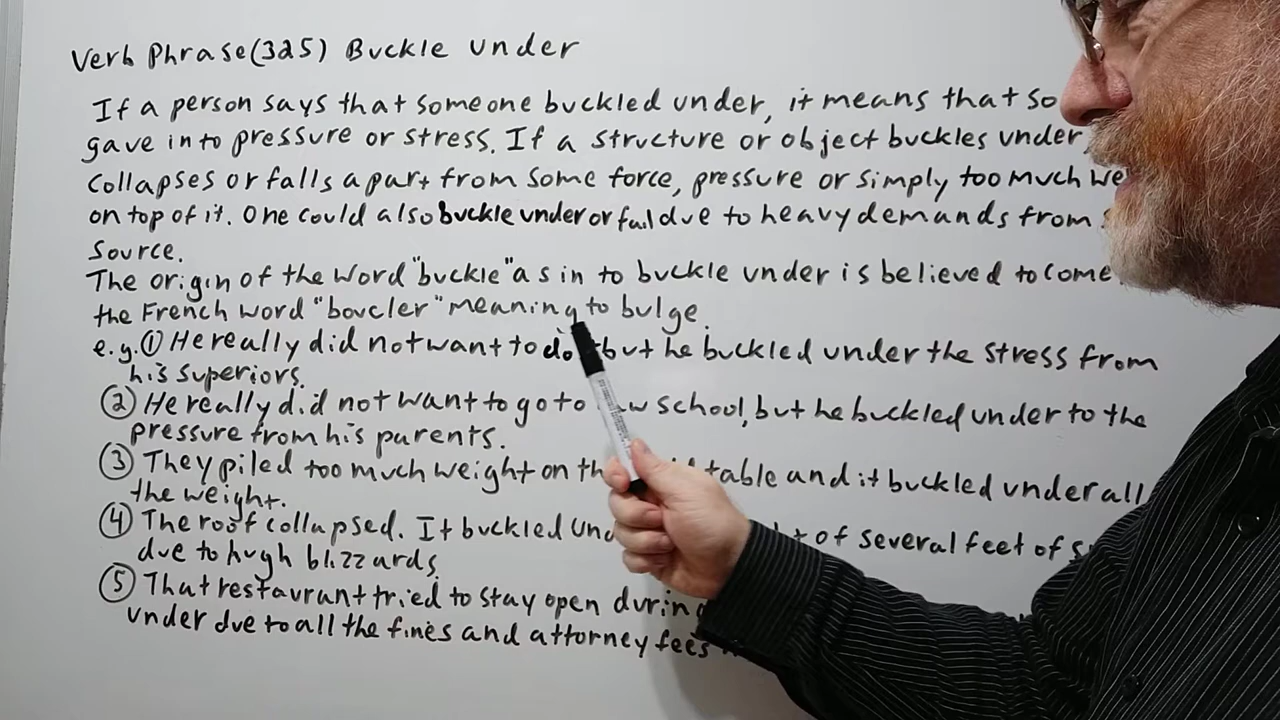 Verb Phrase(325) Buckle under
If a person says that someone buckled under, it means that so
gave in to pressure or stress. If a structure or object buckles under
collapses or falls apart from some force, pressure or simply too much we
on top of it. One could also buckle under or fail due to heavy demands from
source.
The origin of the word "buckle" as in to buckle under is believed to come
the French word "boucler" meaning to bulge.
e.g. ① He really did not want to do but he buckled under the stress from
his superiors.
② He really did not want to go to school, but he buckled under to the
pressure from his parents.
③ They piled too much weight on table and it buckled under all
the weight.
④ The roof collapsed. It buckled of several feet of
due to hugh blizzards.
⑤ That restaurant tried to stay open during
under due to all the fines and attorney fees